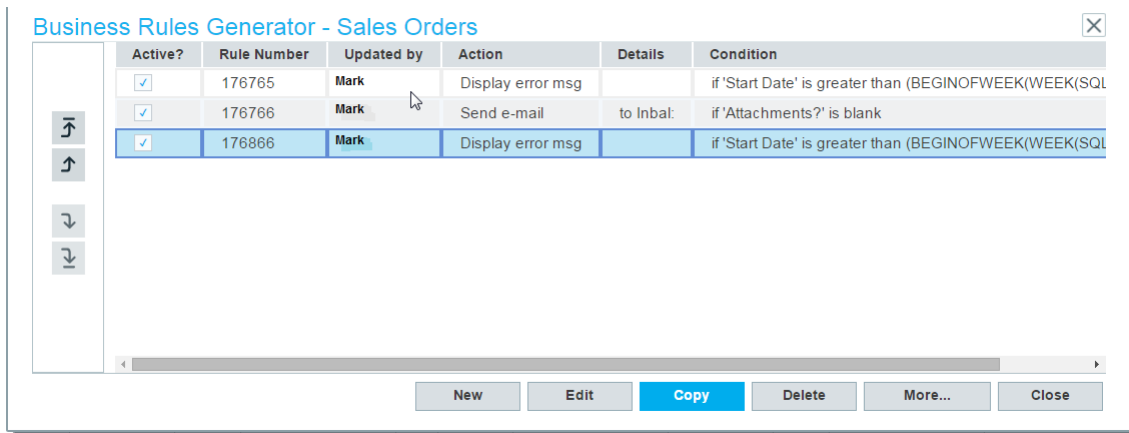 Business Rules Generator - Sales Orders
Active? Rule Number Updated by Action Details Condition
176765 Mark Display error msg if 'Start Date' is greater than (BEGINOFWEEK(WEEK(SQL
176766 Mark Send e-mail to Inbal: if 'Attachments?' is blank
176866 Mark Display error msg if 'Start Date' is greater than (BEGINOFWEEK(WEEK(SQL
New Edit Copy Delete More... Close